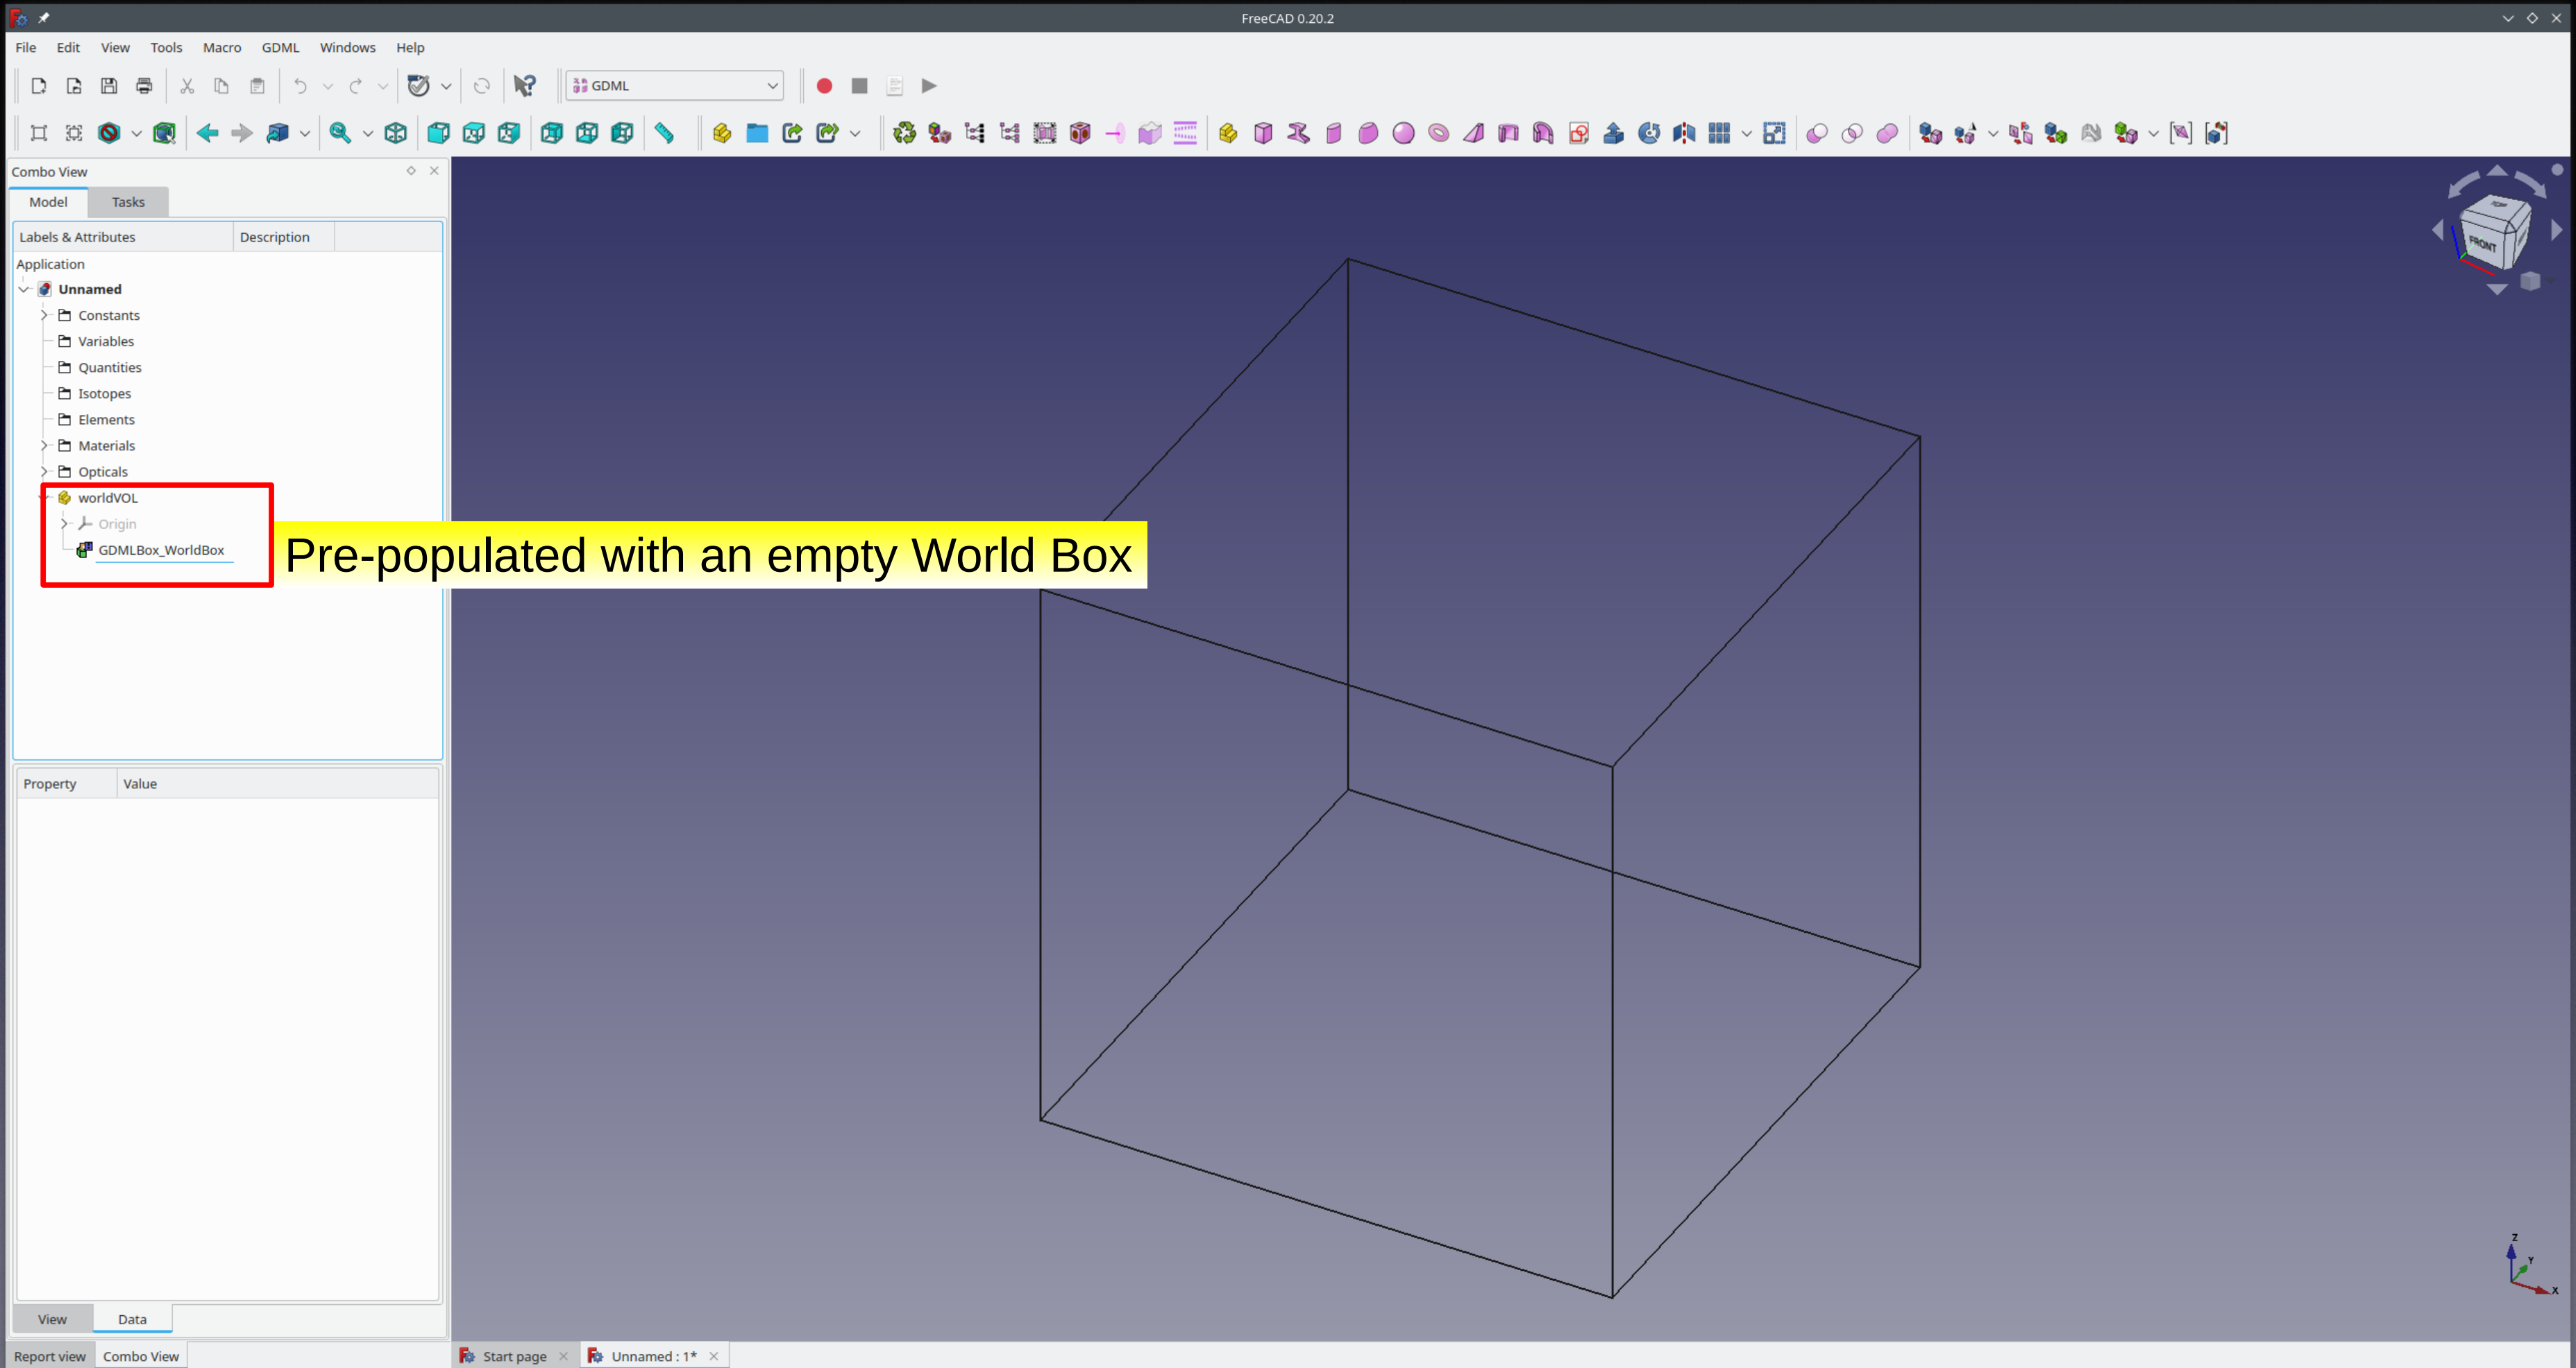 FreeCAD 0.20.2
File Edit View Tools Macro GDML Windows Help
GDML
Combo View
Model Tasks
Labels & Attributes Description
Application
Unnamed
Constants
Variables
Quantities
Isotopes
Elements
Materials
Opticals
worldVOL
Origin
GDMLBox_WorldBox
Pre-populated with an empty World Box
TOP
FRONT
Property Value
Z
Y
X
View Data
Report view Combo View Start page Unnamed : 1*